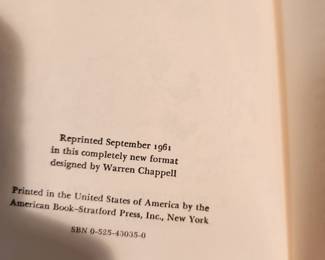 Reprinted September 1961
in this completely new format
designed by Warren Chappell
Printed in the United States of America by the
American Book–Stratford Press, Inc., New York
SBN 0-525-43035-0